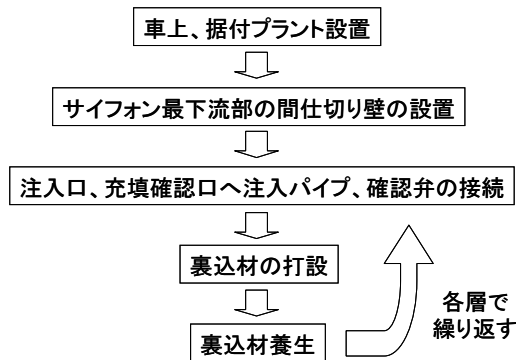 車上、据付プラント設置
サイフォン最下流部の間仕切り壁の設置
注入口、充填確認口へ注入パイプ、確認弁の接続
裏込材の打設
各層で
繰り返す
裏込材養生